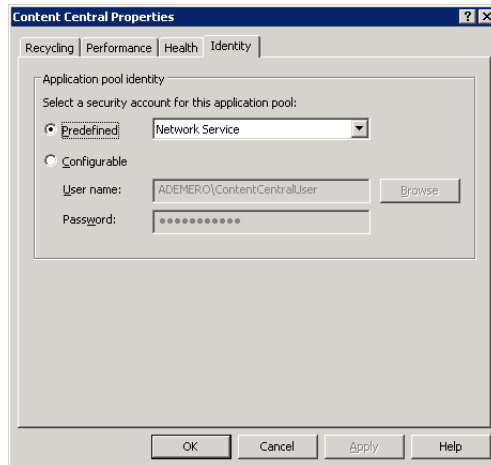 Content Central Properties
Recycling Performance Health Identity
Application pool identity
Select a security account for this application pool:
Predefined Network Service
Configurable
User name: ADEMERO\ContentCentralUser Browse
Password: ●●●●●●●●●●●
OK Cancel Apply Help